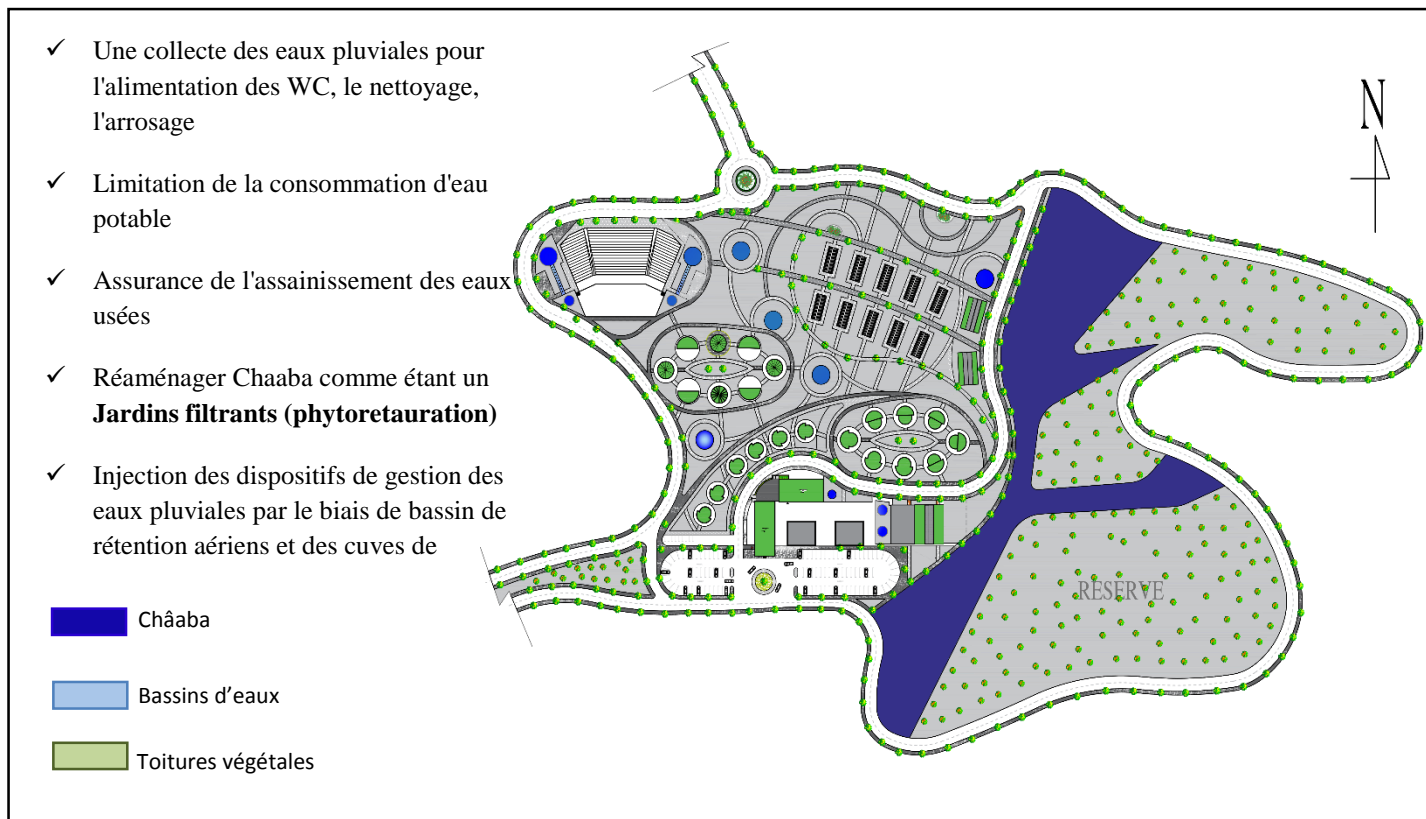 ✓ Une collecte des eaux pluviales pour
l'alimentation des WC, le nettoyage,
l'arrosage
✓ Limitation de la consommation d'eau
potable
✓ Assurance de l'assainissement des eaux
usées
✓ Réaménager Chaaba comme étant un
Jardins filtrants (phytoretauration)
✓ Injection des dispositifs de gestion des
eaux pluviales par le biais de bassin de
rétention aériens et des cuves de
Châaba
Bassins d’eaux
Toitures végétales
N
RESERVE